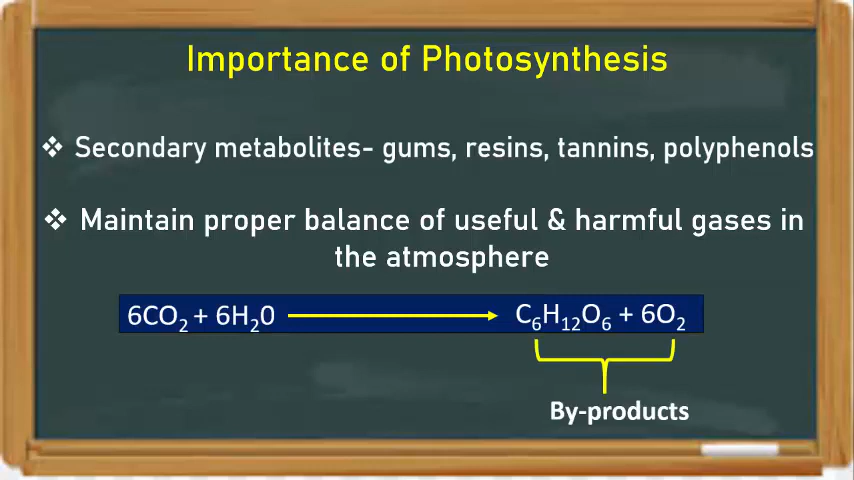 Importance of Photosynthesis
❖ Secondary metabolites- gums, resins, tannins, polyphenols
❖ Maintain proper balance of useful & harmful gases in
the atmosphere
6CO₂ + 6H₂0 ⟶ C₆H₁₂O₆ + 6O₂
By-products